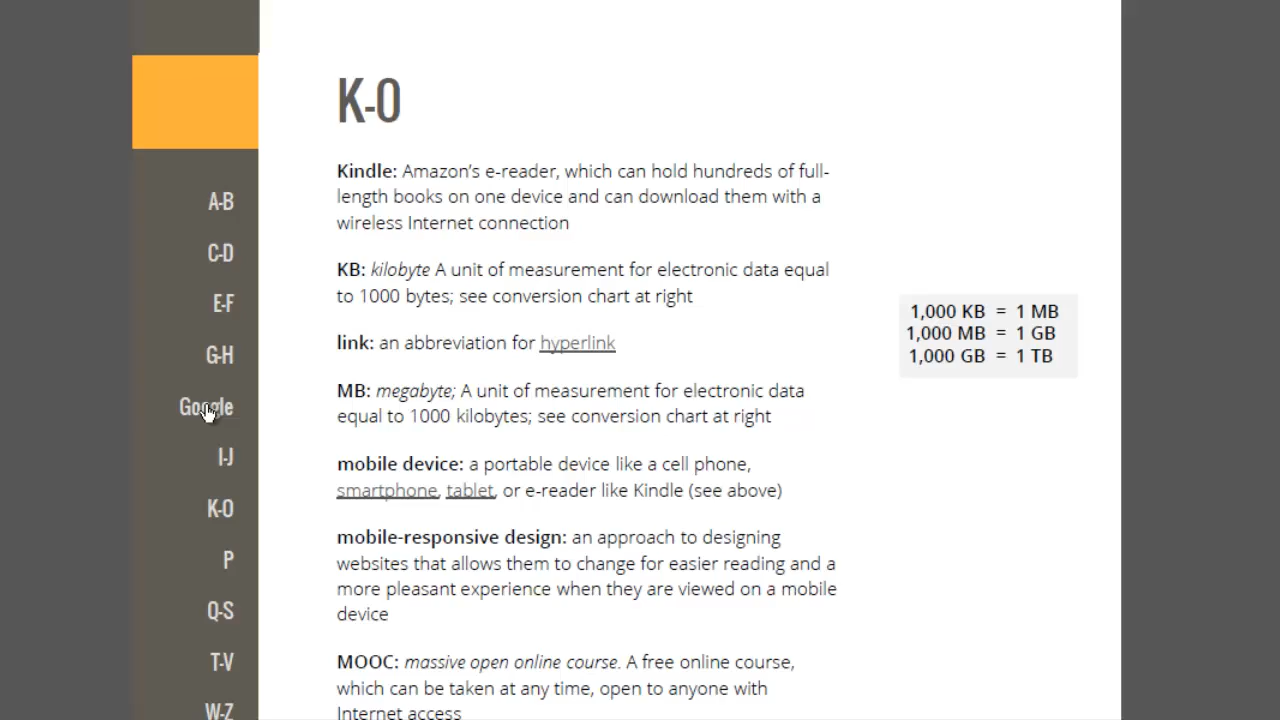 A-B
C-D
E-F
G-H
Google
I-J
K-O
P
Q-S
T-V
W-Z
K-O
Kindle: Amazon’s e-reader, which can hold hundreds of full-
length books on one device and can download them with a
wireless Internet connection
KB: kilobyte A unit of measurement for electronic data equal
to 1000 bytes; see conversion chart at right
link: an abbreviation for hyperlink
MB: megabyte; A unit of measurement for electronic data
equal to 1000 kilobytes; see conversion chart at right
mobile device: a portable device like a cell phone,
smartphone, tablet, or e-reader like Kindle (see above)
mobile-responsive design: an approach to designing
websites that allows them to change for easier reading and a
more pleasant experience when they are viewed on a mobile
device
MOOC: massive open online course. A free online course,
which can be taken at any time, open to anyone with
Internet access
1,000 KB = 1 MB
1,000 MB = 1 GB
1,000 GB = 1 TB